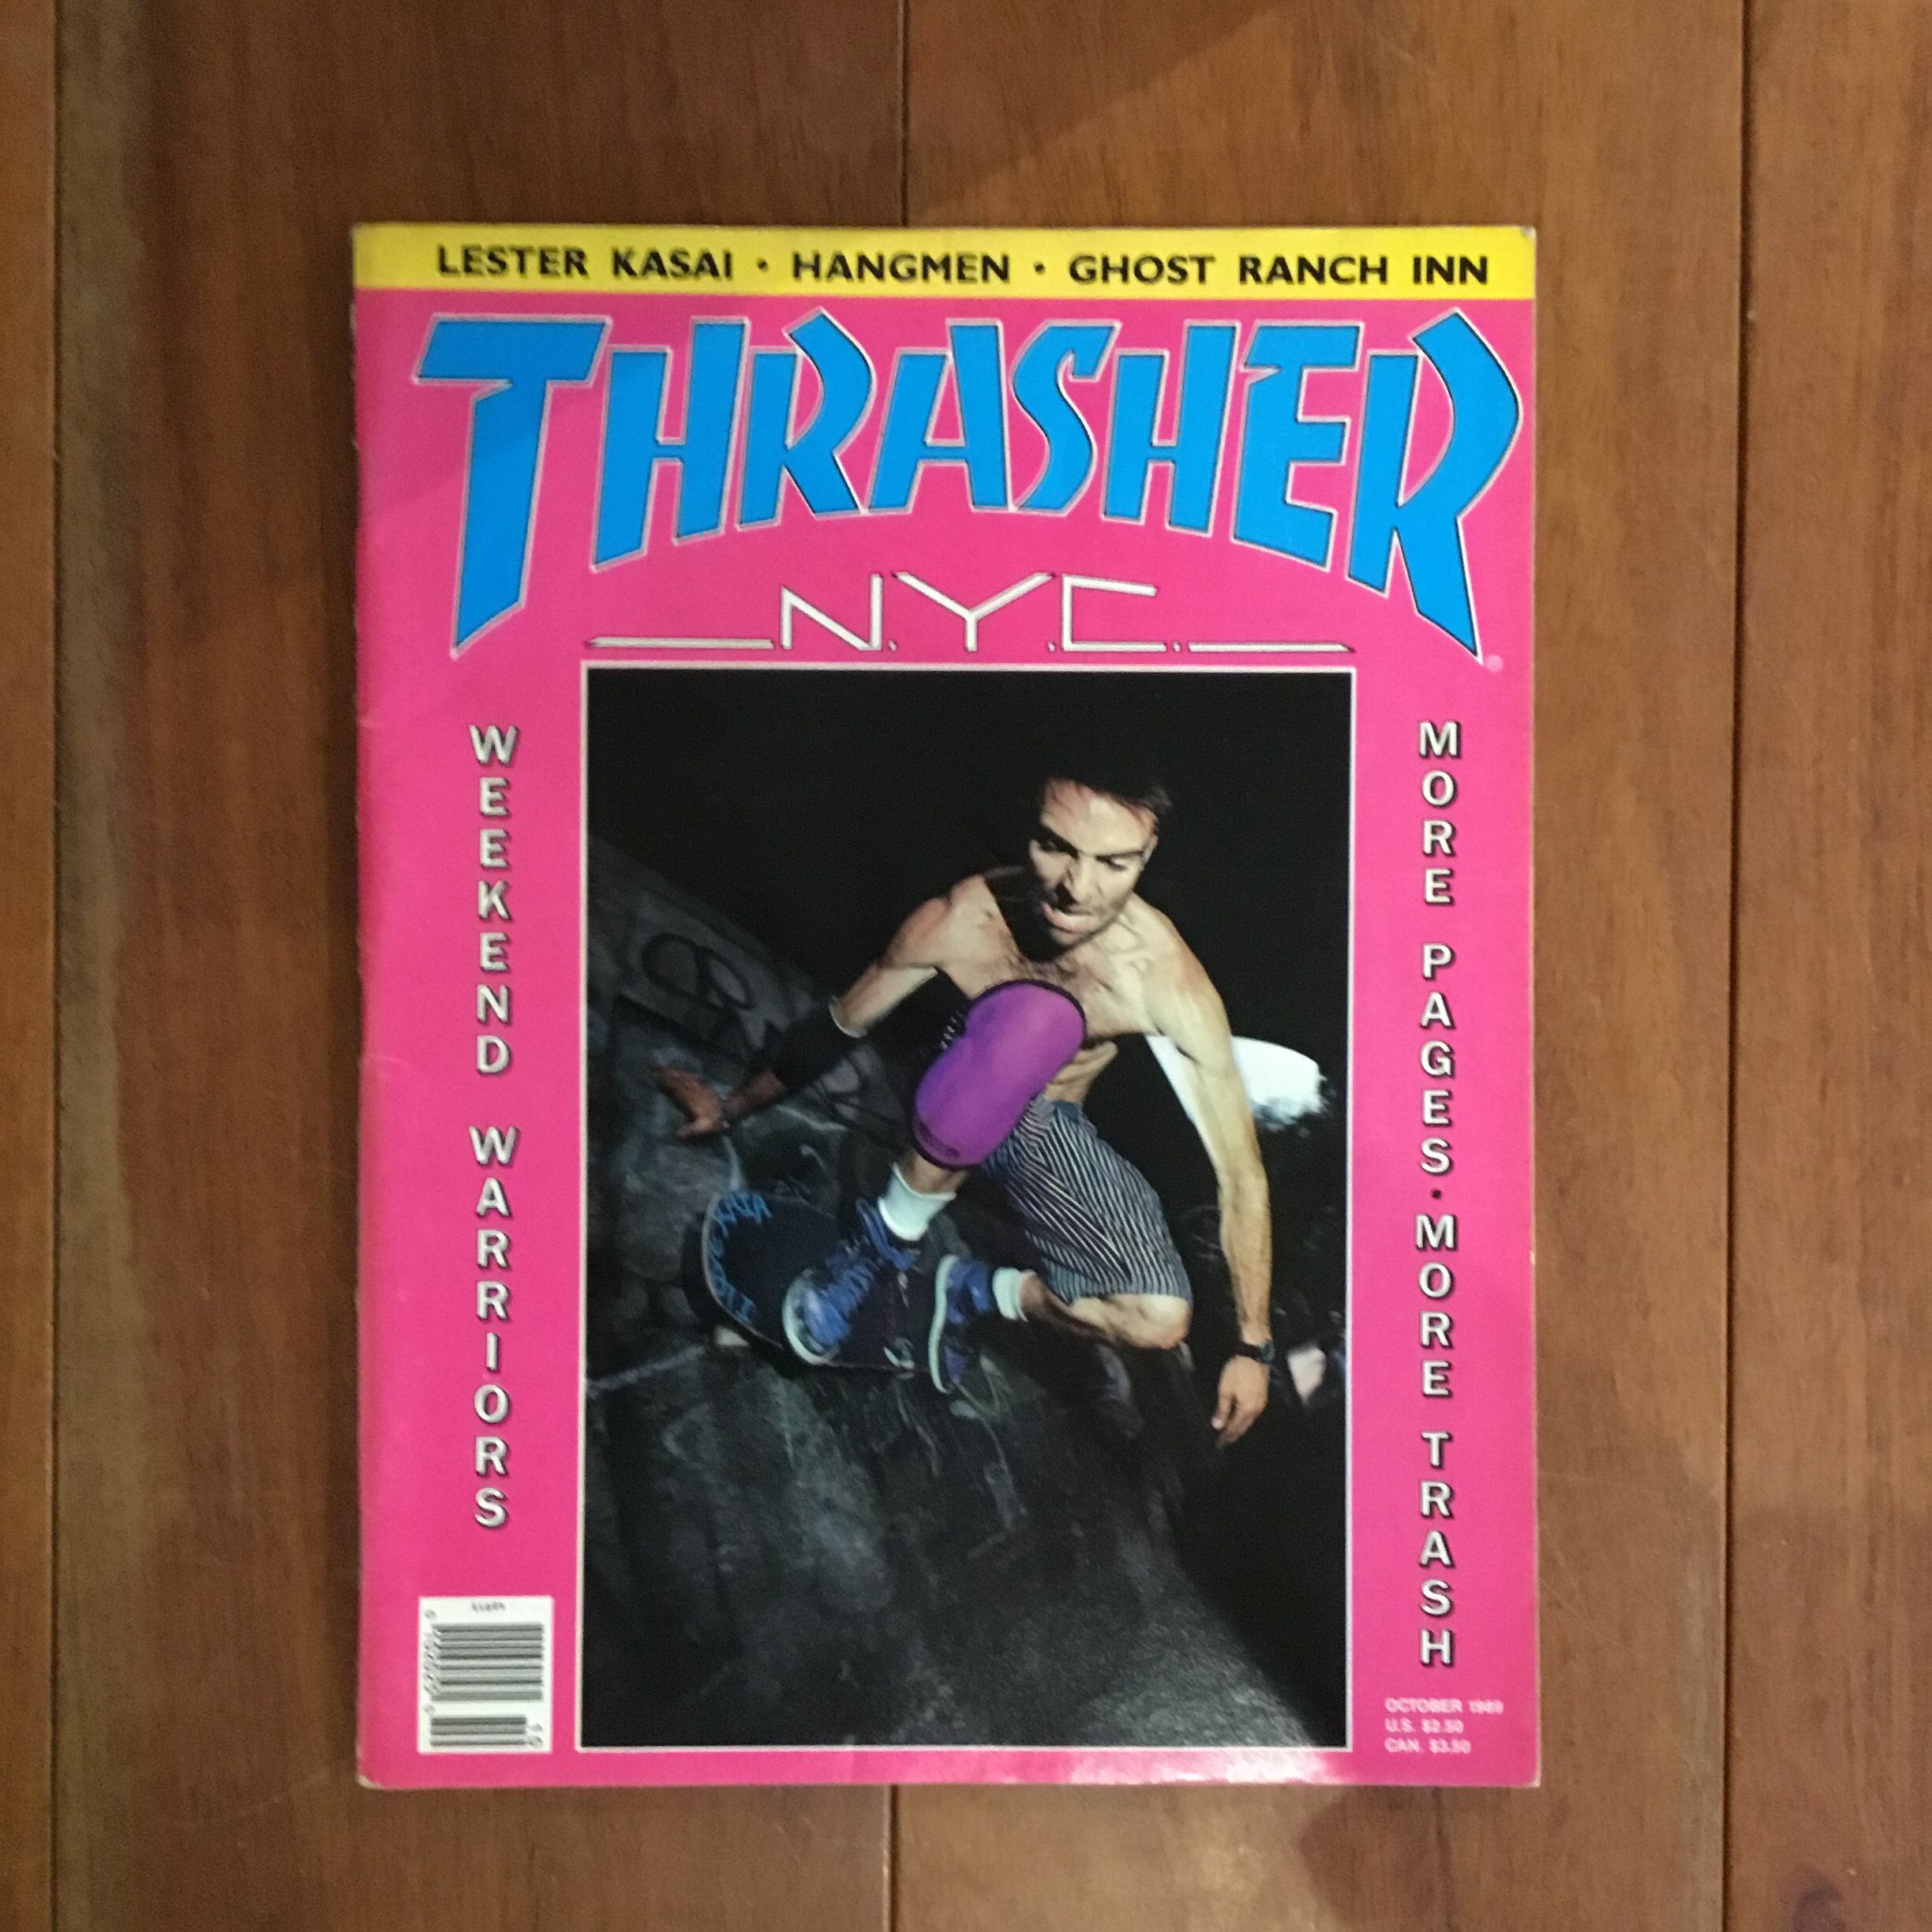 LESTER KASAI • HANGMEN • GHOST RANCH INN
THRASHER®
N.Y.C.
WEEKEND WARRIORS
MORE PAGES • MORE TRASH
OCTOBER 1989
U.S. $2.50
CAN. $3.50